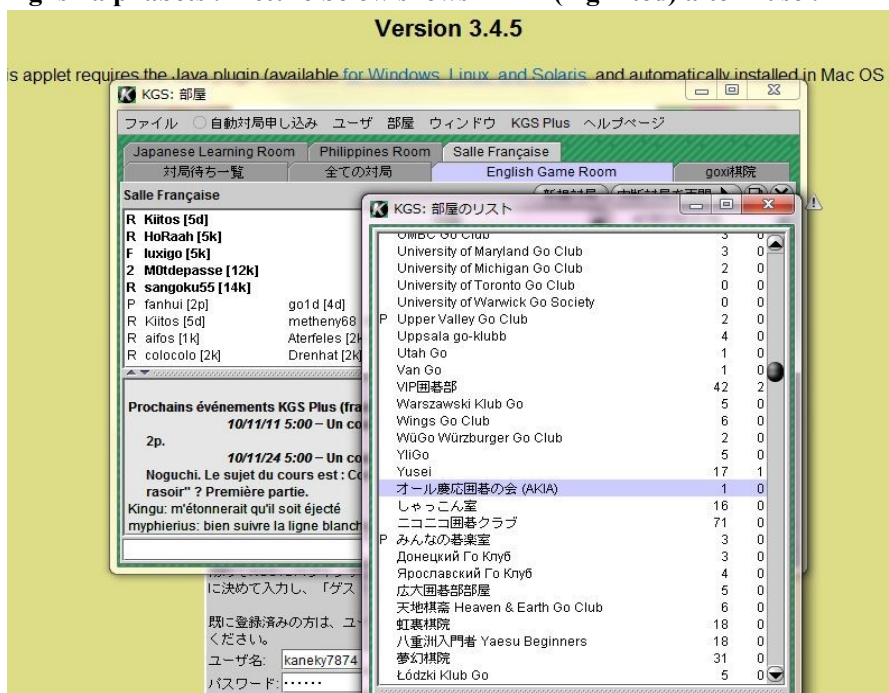 Version 3.4.5
is applet requires the Java plugin (available for Windows, Linux, and Solaris, and automatically installed in Mac OS
KGS: 部屋
ファイル 自動対局申し込み ユーザ 部屋 ウィンドウ KGS Plus ヘルプページ
Japanese Learning Room Philippines Room Salle Française
対局待ち一覧 全ての対局 English Game Room goxi棋院
Salle Française
R Kiitos [5d]
R HoRaah [5k]
F luxigo [5k]
2 M0tdepasse [12k]
R sangoku55 [14k]
P fanhui [2p] go1d [4d]
R Kiitos [5d] metheny68
R aifos [1k] Aterfeles [2k
R colocolo [2k] Drenhat [2k]
Prochains événements KGS Plus (fra
10/11/11 5:00 – Un co
2p.
10/11/24 5:00 – Un co
Noguchi. Le sujet du cours est : Co
rasoir" ? Première partie.
Kingu: m'étonnerait qu'il soit éjecté
myphierius: bien suivre la ligne blanch
KGS: 部屋のリスト
UMBC Go Club 3 0
University of Maryland Go Club 3 0
University of Michigan Go Club 2 0
University of Toronto Go Club 0 0
University of Warwick Go Society 0 0
P Upper Valley Go Club 2 0
Uppsala go-klubb 4 0
Utah Go 1 0
Van Go 1 0
VIP囲碁部 42 2
Warszawski Klub Go 5 0
Wings Go Club 6 0
WüGo Würzburger Go Club 2 0
YliGo 5 0
Yusei 17 1
オール慶応囲碁の会 (AKIA) 1 0
しゃっこん室 16 0
ニコニコ囲碁クラブ 71 0
P みんなの碁楽室 3 0
Донецкий Го Клуб 3 0
Ярославский Го Клуб 4 0
広大囲碁部部屋 5 0
天地棋斎 Heaven & Earth Go Club 6 0
虹裏棋院 18 0
八重洲入門者 Yaesu Beginners 18 0
夢幻棋院 31 0
Łódzki Klub Go 5 0
に決めて入力し、「ゲス
既に登録済みの方は、ユー
ください。
ユーザ名: kaneky7874
パスワード: ••••••